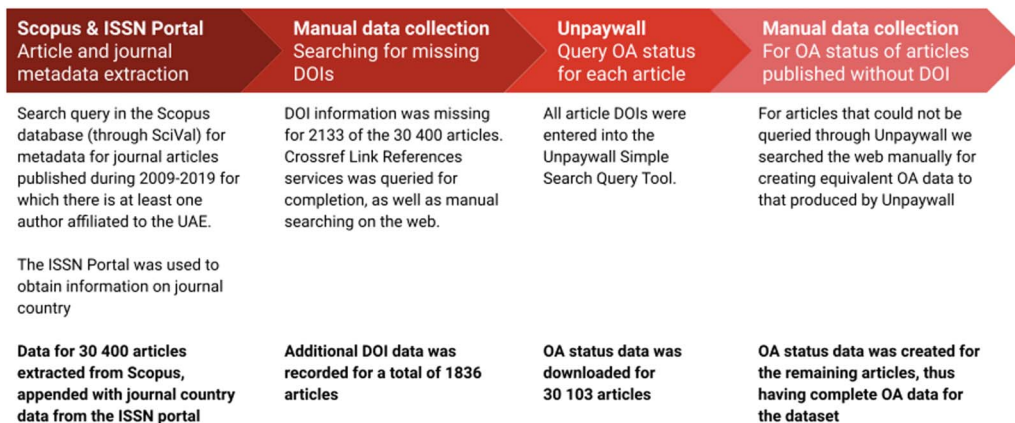 Scopus & ISSN Portal
Article and journal
metadata extraction
Search query in the Scopus
database (through SciVal) for
metadata for journal articles
published during 2009-2019 for
which there is at least one
author affiliated to the UAE.
The ISSN Portal was used to
obtain information on journal
country
Data for 30 400 articles
extracted from Scopus,
appended with journal country
data from the ISSN portal
Manual data collection
Searching for missing
DOIs
DOI information was missing
for 2133 of the 30 400 articles.
Crossref Link References
services was queried for
completion, as well as manual
searching on the web.
Additional DOI data was
recorded for a total of 1836
articles
Unpaywall
Query OA status
for each article
All article DOIs were
entered into the
Unpaywall Simple
Search Query Tool.
OA status data was
downloaded for
30 103 articles
Manual data collection
For OA status of articles
published without DOI
For articles that could not be
queried through Unpaywall we
searched the web manually for
creating equivalent OA data to
that produced by Unpaywall
OA status data was created for
the remaining articles, thus
having complete OA data for
the dataset